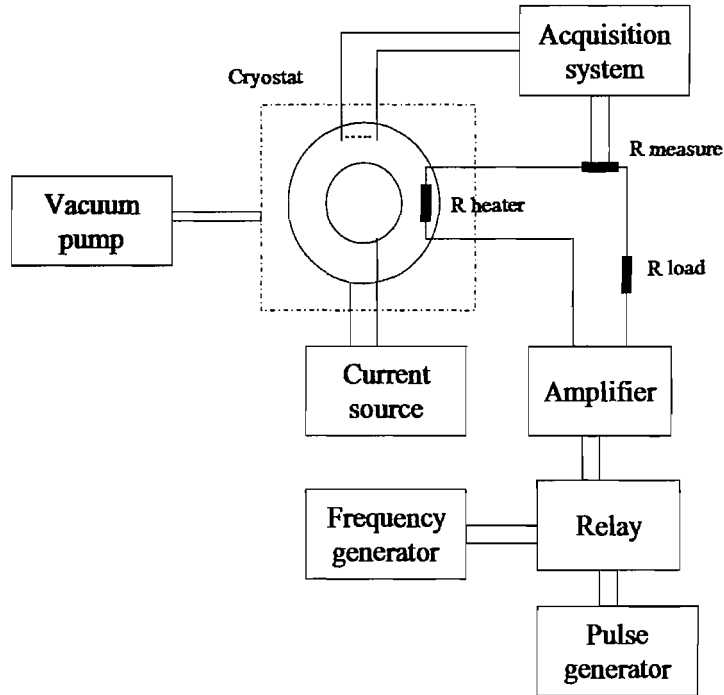 Acquisition
system
Cryostat
R measure
Vacuum
pump
R heater
R load
Current
source
Amplifier
Frequency
generator
Relay
Pulse
generator